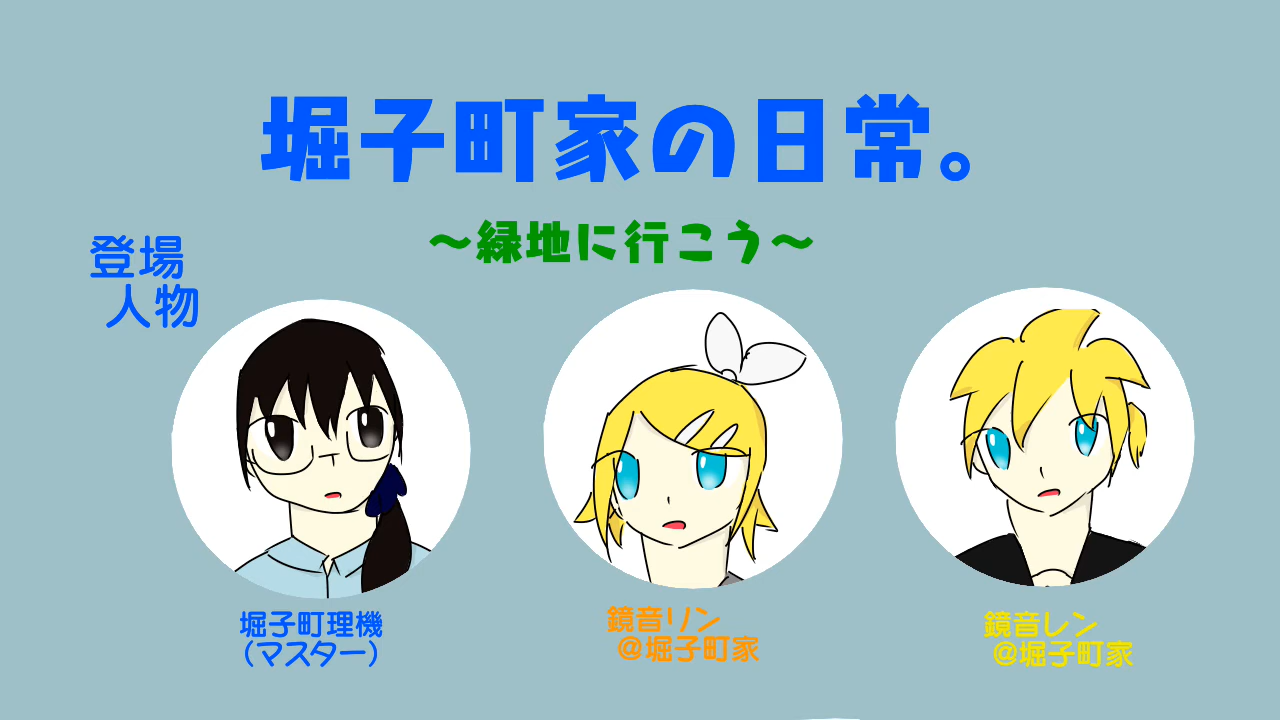 堀子町家の日常。
～緑地に行こう～
登場
人物
堀子町理機
（マスター）
鏡音リン
＠堀子町家
鏡音レン
＠堀子町家